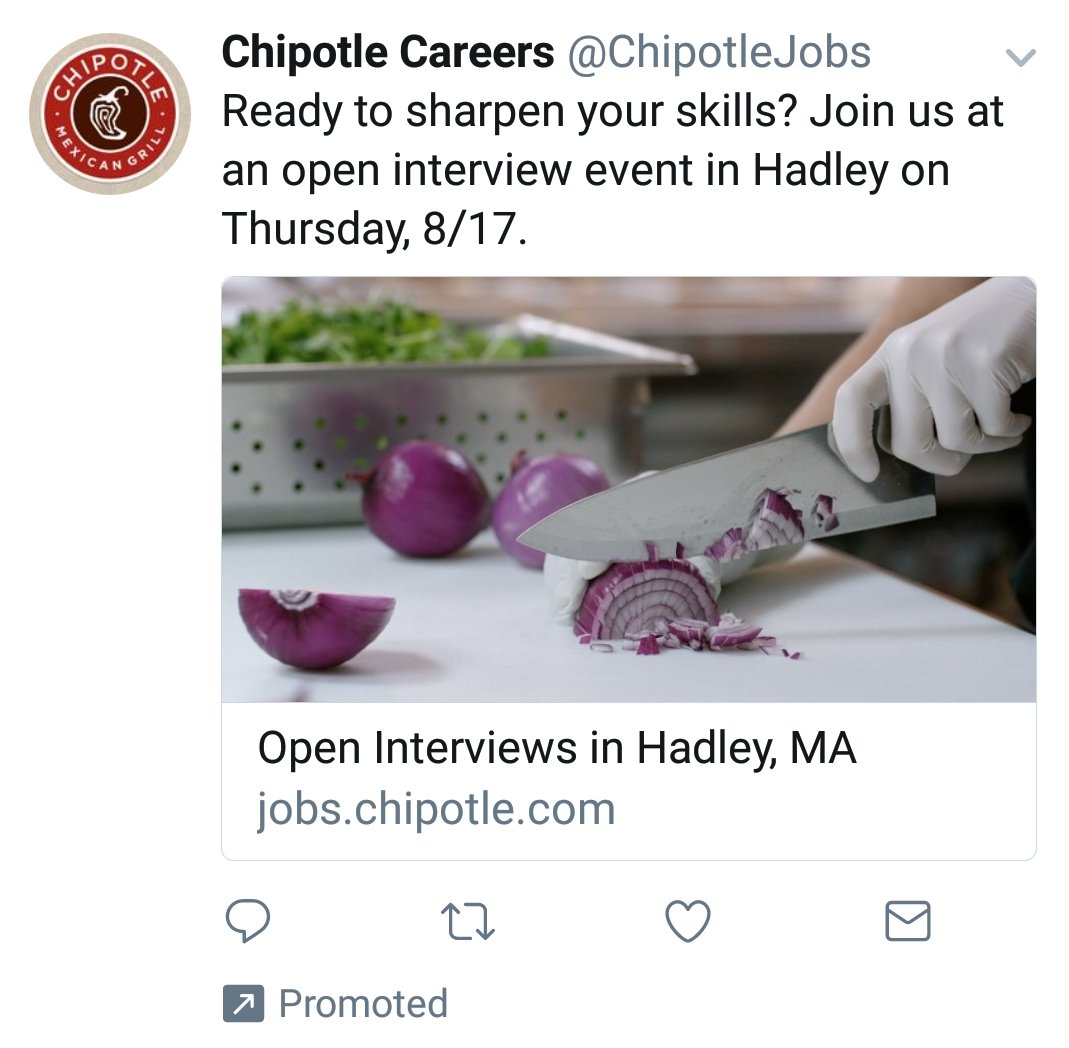 CHIPOTLE
MEXICAN GRILL
Chipotle Careers @ChipotleJobs
Ready to sharpen your skills? Join us at
an open interview event in Hadley on
Thursday, 8/17.
Open Interviews in Hadley, MA
jobs.chipotle.com
Promoted